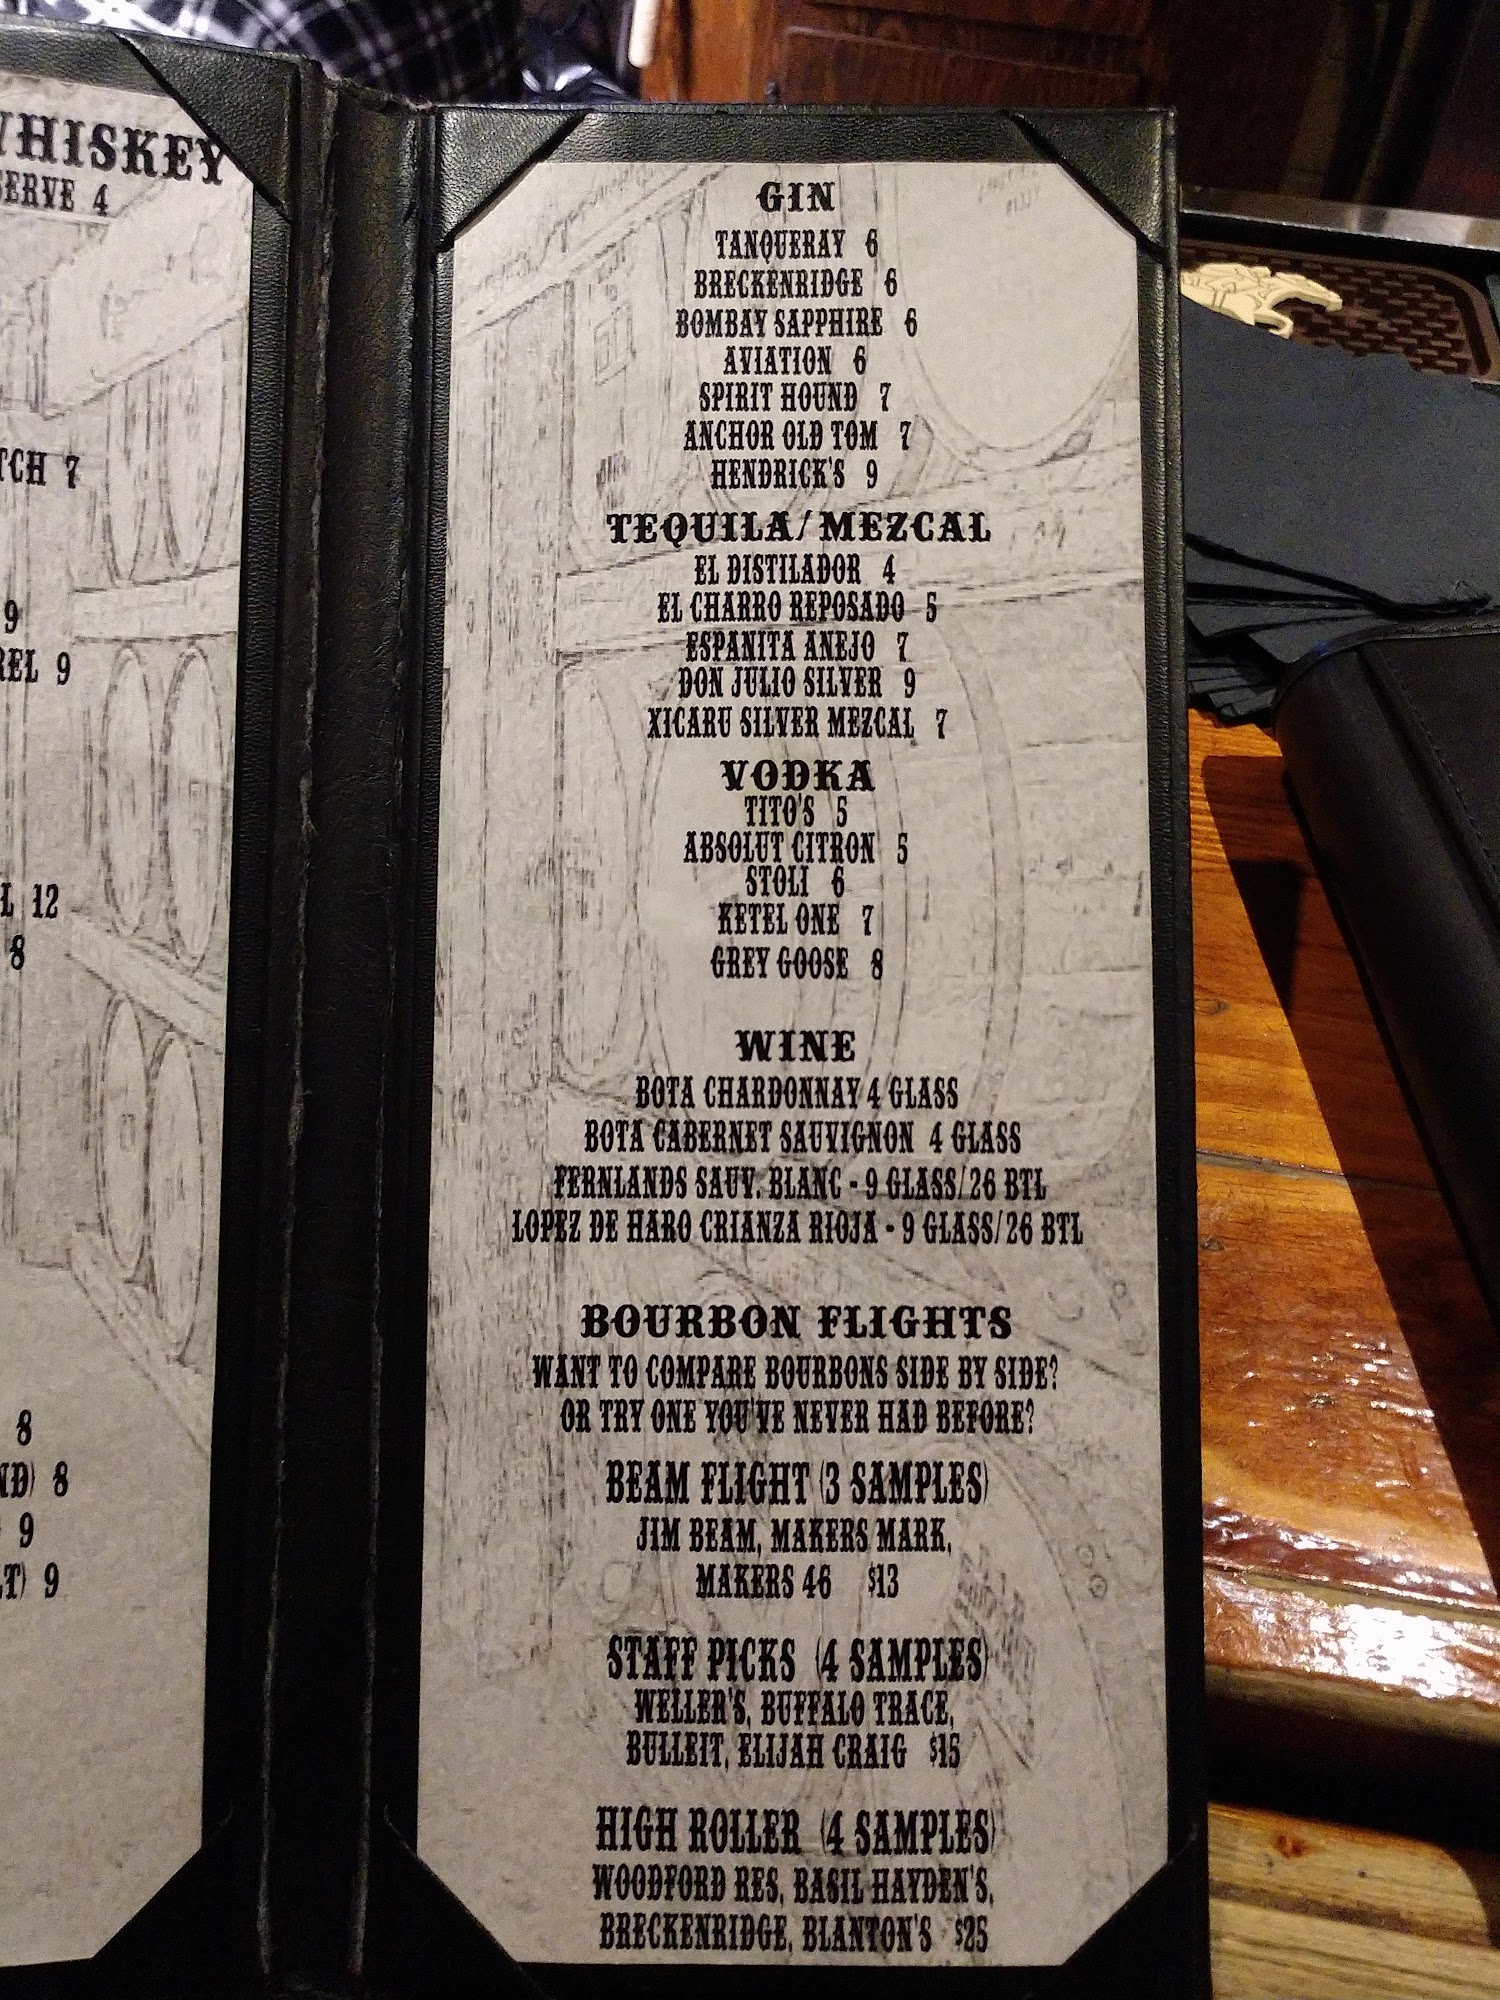 WHISKEY
SERVE 4
TCH 7
9
REL 9
L 12
8
8
ND) 8
9
LT) 9
GIN
TANQUERAY 6
BRECKENRIDGE 6
BOMBAY SAPPHIRE 6
AVIATION 6
SPIRIT HOUND 7
ANCHOR OLD TOM 7
HENDRICK'S 9
TEQUILA/MEZCAL
EL DISTILADOR 4
EL CHARRO REPOSADO 5
ESPANITA ANEJO 7
DON JULIO SILVER 9
XICARU SILVER MEZCAL 7
VODKA
TITO'S 5
ABSOLUT CITRON 5
STOLI 6
KETEL ONE 7
GREY GOOSE 8
WINE
BOTA CHARDONNAY 4 GLASS
BOTA CABERNET SAUVIGNON 4 GLASS
FERNLANDS SAUV. BLANC - 9 GLASS/26 BTL
LOPEZ DE HARO CRIANZA RIOJA - 9 GLASS/26 BTL
BOURBON FLIGHTS
WANT TO COMPARE BOURBONS SIDE BY SIDE?
OR TRY ONE YOU'VE NEVER HAD BEFORE?
BEAM FLIGHT (3 SAMPLES)
JIM BEAM, MAKERS MARK,
MAKERS 46 $13
STAFF PICKS (4 SAMPLES)
WELLER'S, BUFFALO TRACE,
BULLEIT, ELIJAH CRAIG $15
HIGH ROLLER (4 SAMPLES)
WOODFORD RES, BASIL HAYDEN'S,
BRECKENRIDGE, BLANTON'S $25